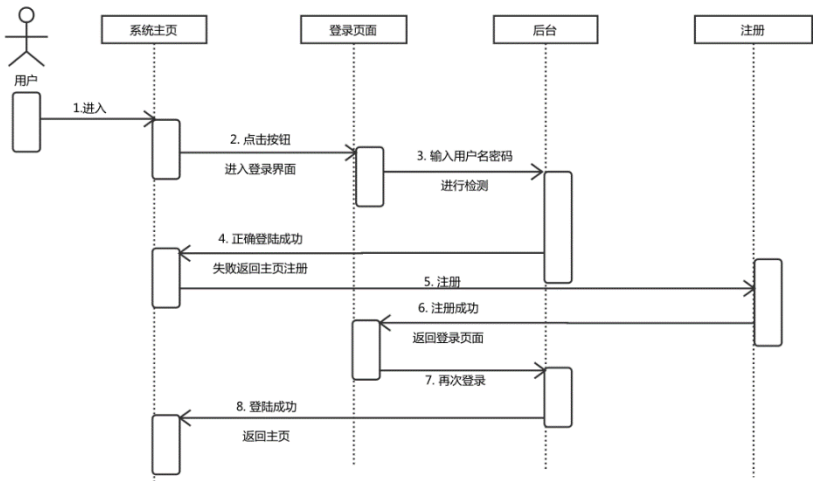 系统主页
登录页面
后台
注册
用户
1.进入
2. 点击按钮
进入登录界面
3. 输入用户名密码
进行检测
4. 正确登陆成功
失败返回主页注册
5. 注册
6. 注册成功
返回登录页面
7. 再次登录
8. 登陆成功
返回主页